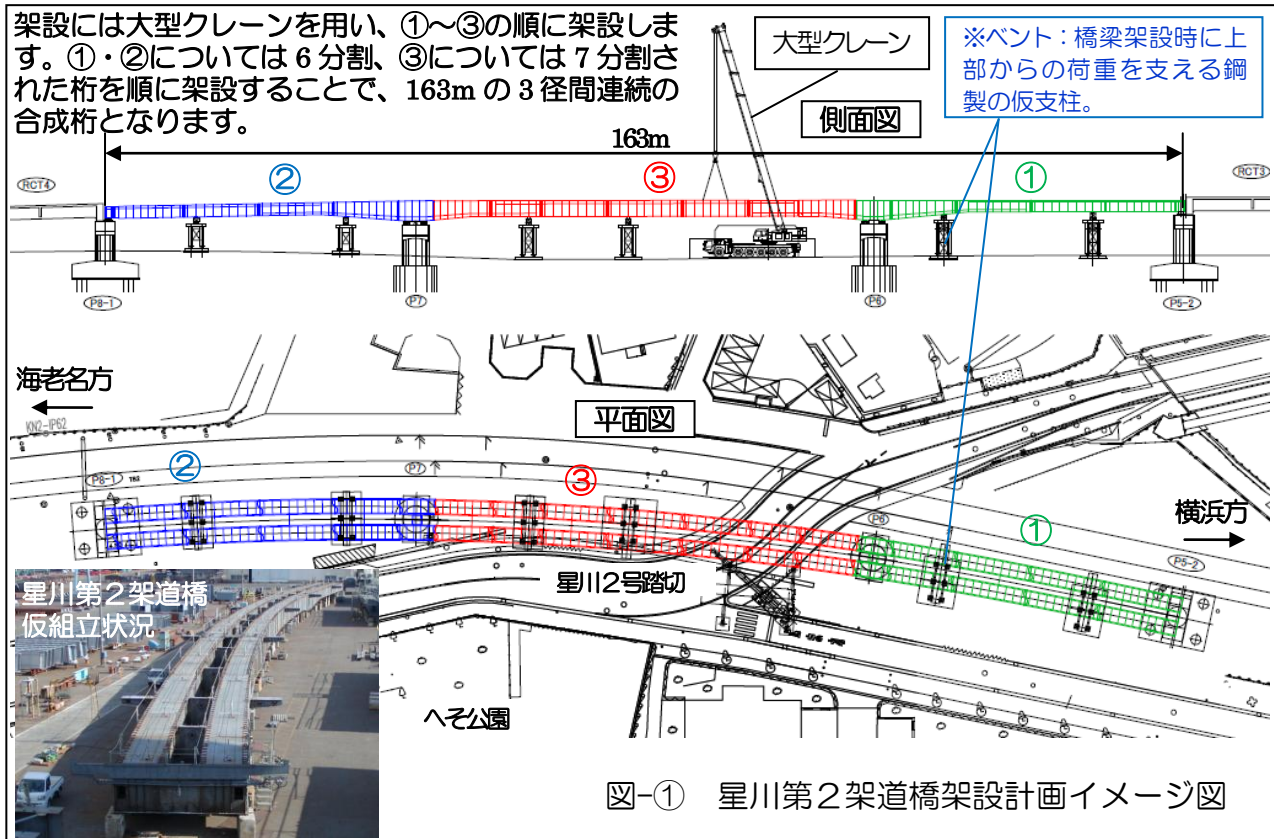 架設には大型クレーンを用い、①～③の順に架設しま
す。①・②については６分割、③については７分割さ
れた桁を順に架設することで、163mの３径間連続の
合成桁となります。
大型クレーン
※ベント：橋梁架設時に上
部からの荷重を支える鋼
製の仮支柱。
側面図
163m
RCT4
②
③
①
RCT3
P8-1
P7
P6
P5-2
海老名方
KN2-IP62
平面図
②
P7
③
P8-1
P6
①
横浜方
P5-2
星川２号踏切
星川第２架道橋
仮組立状況
へそ公園
図-① 星川第２架道橋架設計画イメージ図